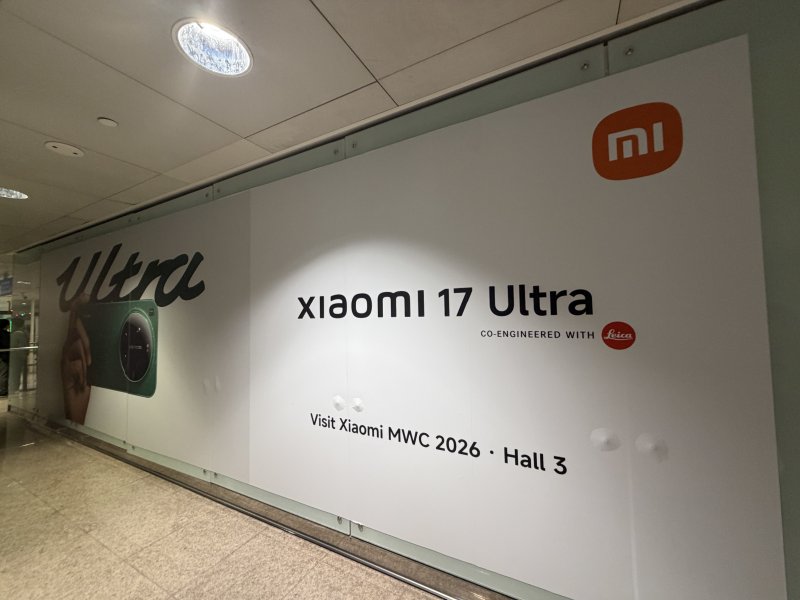 Ultra
mi
xiaomi 17 Ultra
CO-ENGINEERED WITH Leica
Visit Xiaomi MWC 2026 · Hall 3